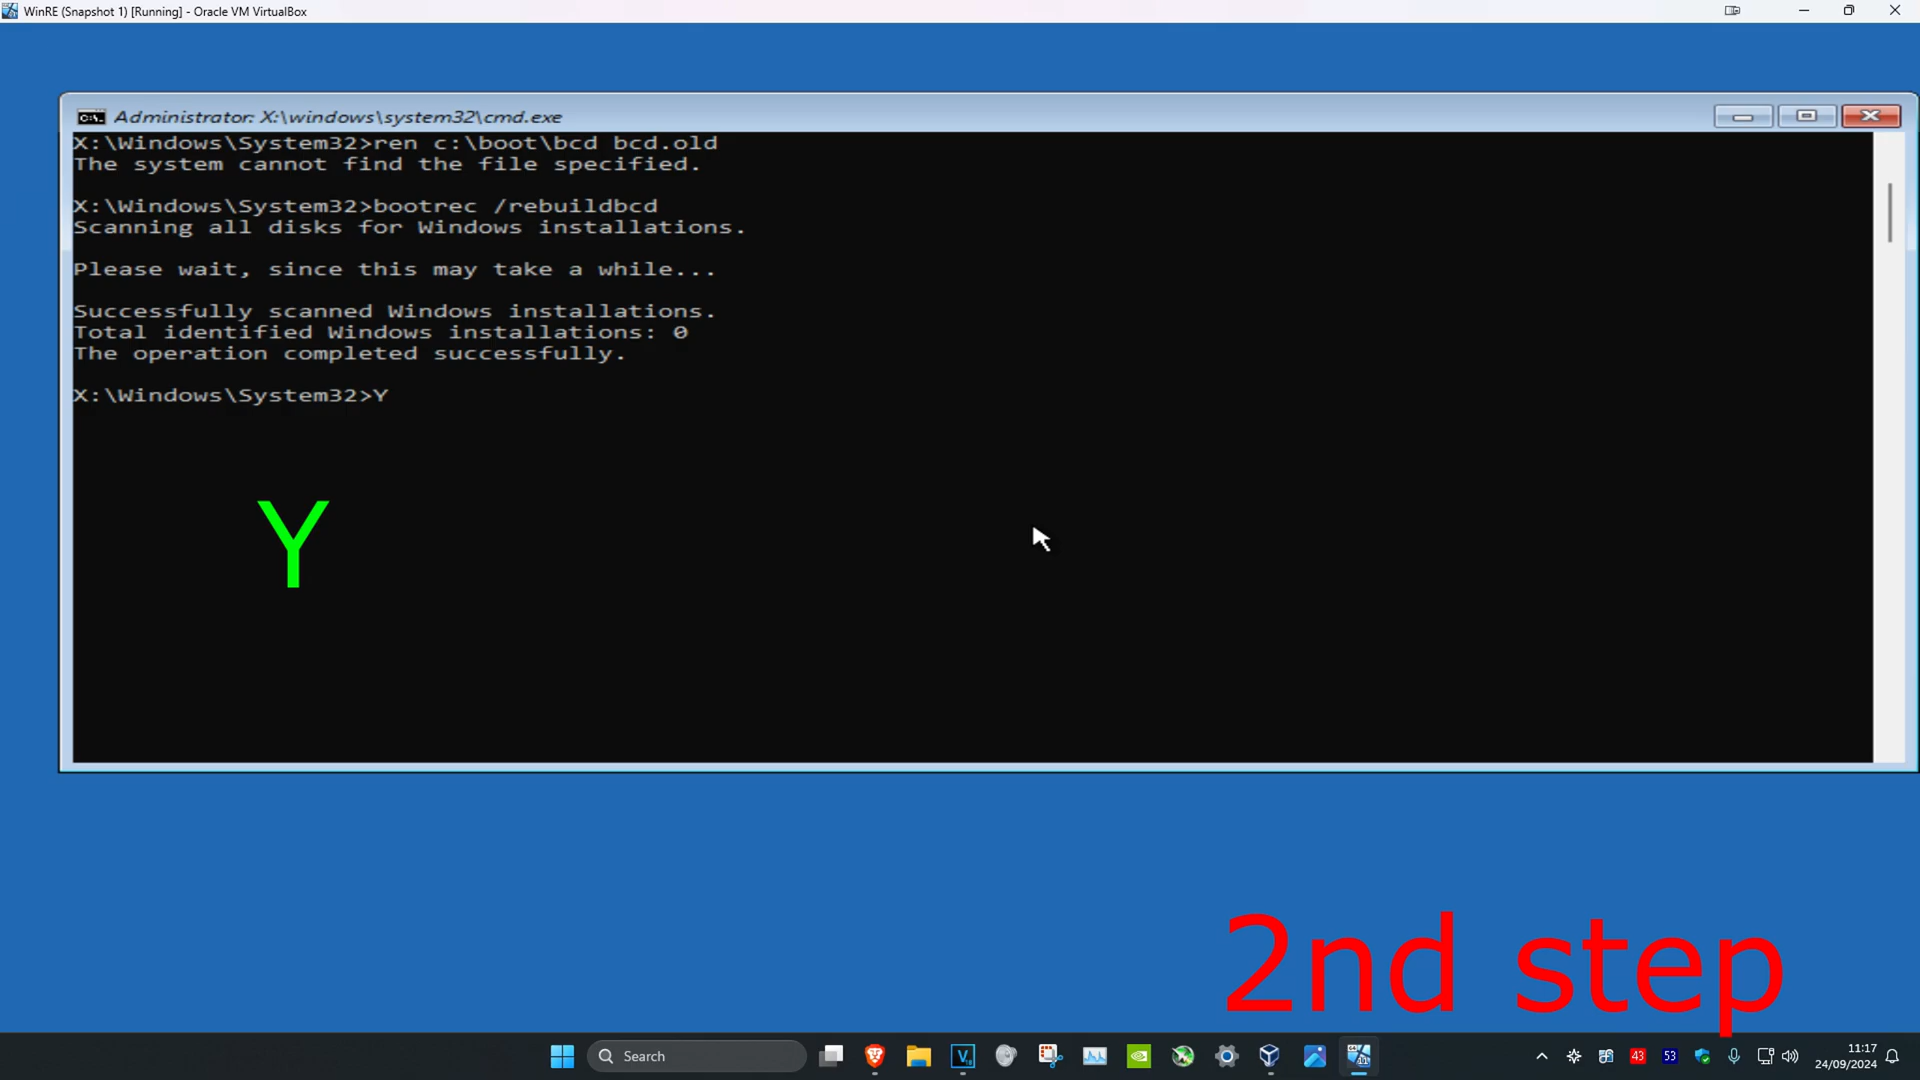 WinRE (Snapshot 1) [Running] - Oracle VM VirtualBox
Administrator: X:\windows\system32\cmd.exe
X:\Windows\System32>ren c:\boot\bcd bcd.old
The system cannot find the file specified.
X:\Windows\System32>bootrec /rebuildbcd
Scanning all disks for Windows installations.
Please wait, since this may take a while...
Successfully scanned Windows installations.
Total identified Windows installations: 0
The operation completed successfully.
X:\Windows\System32>Y
Y
2nd step
Search
43
53
11:17
24/09/2024